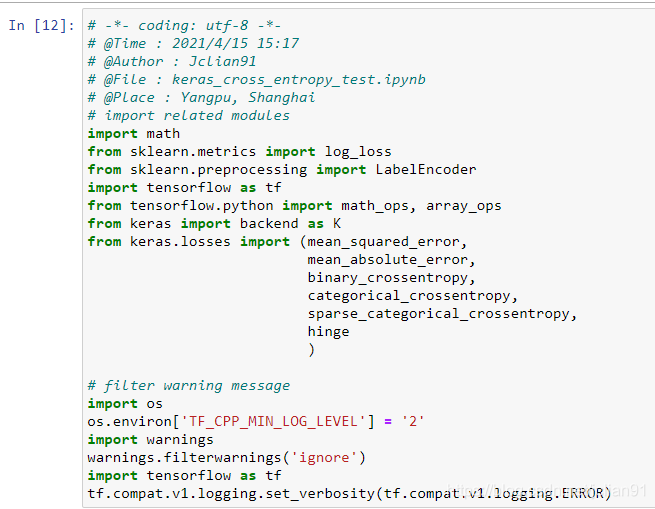 In [12]:
# -*- coding: utf-8 -*-
# @Time : 2021/4/15 15:17
# @Author : Jclian91
# @File : keras_cross_entropy_test.ipynb
# @Place : Yangpu, Shanghai
# import related modules
import math
from sklearn.metrics import log_loss
from sklearn.preprocessing import LabelEncoder
import tensorflow as tf
from tensorflow.python import math_ops, array_ops
from keras import backend as K
from keras.losses import (mean_squared_error,
                          mean_absolute_error,
                          binary_crossentropy,
                          categorical_crossentropy,
                          sparse_categorical_crossentropy,
                          hinge
                          )

# filter warning message
import os
os.environ['TF_CPP_MIN_LOG_LEVEL'] = '2'
import warnings
warnings.filterwarnings('ignore')
import tensorflow as tf
tf.compat.v1.logging.set_verbosity(tf.compat.v1.logging.ERROR)